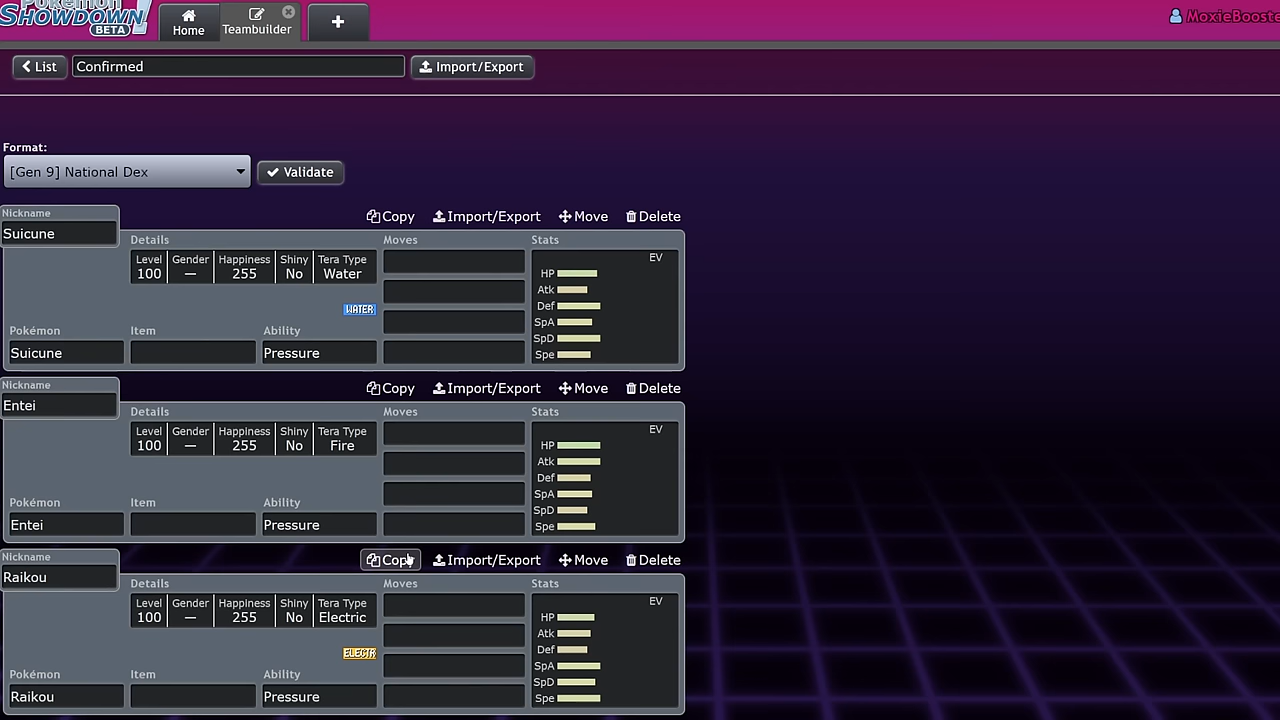 Pokémon
SHOWDOWN!
BETA
Home
Teambuilder
+
MoxieBooste
List
Confirmed
Import/Export
Format:
[Gen 9] National Dex
Validate
Copy Import/Export Move Delete
Nickname
Suicune
Details Moves Stats
Level Gender Happiness Shiny Tera Type
100 — 255 No Water
EV
HP
Atk
Def
SpA
SpD
Spe
WATER
Pokémon Item Ability
Suicune Pressure
Copy Import/Export Move Delete
Nickname
Entei
Details Moves Stats
Level Gender Happiness Shiny Tera Type
100 — 255 No Fire
EV
HP
Atk
Def
SpA
SpD
Spe
Pokémon Item Ability
Entei Pressure
Copy Import/Export Move Delete
Nickname
Raikou
Details Moves Stats
Level Gender Happiness Shiny Tera Type
100 — 255 No Electric
EV
HP
Atk
Def
SpA
SpD
Spe
ELECTR
Pokémon Item Ability
Raikou Pressure